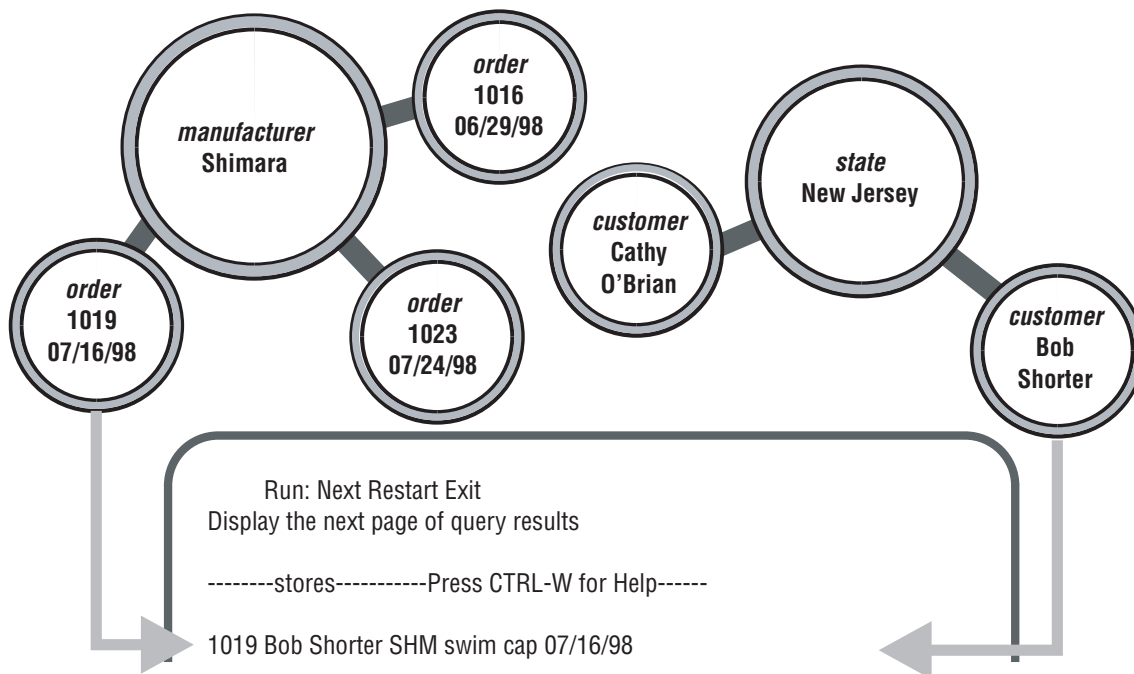 manufacturer
Shimara
order
1016
06/29/98
order
1019
07/16/98
order
1023
07/24/98
state
New Jersey
customer
Cathy
O’Brian
customer
Bob
Shorter
Run: Next Restart Exit
Display the next page of query results
--------stores-----------Press CTRL-W for Help------
1019 Bob Shorter SHM swim cap 07/16/98